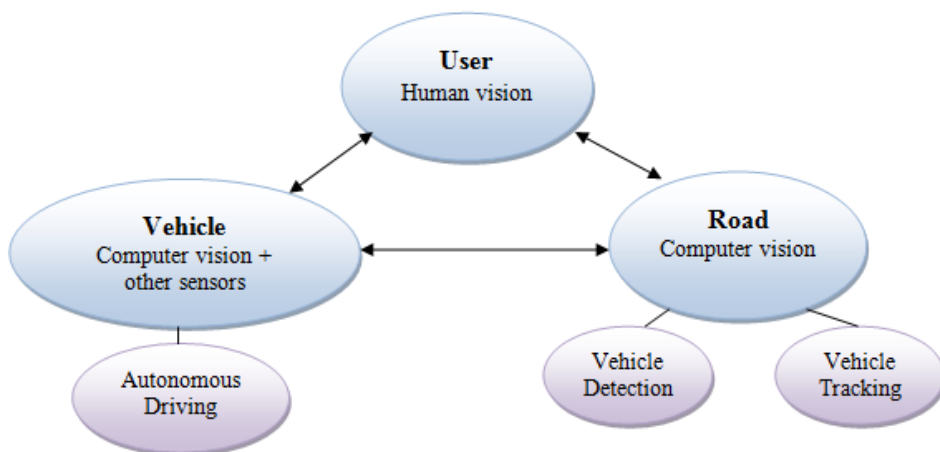 User
Human vision
Vehicle
Computer vision +
other sensors
Road
Computer vision
Autonomous
Driving
Vehicle
Detection
Vehicle
Tracking